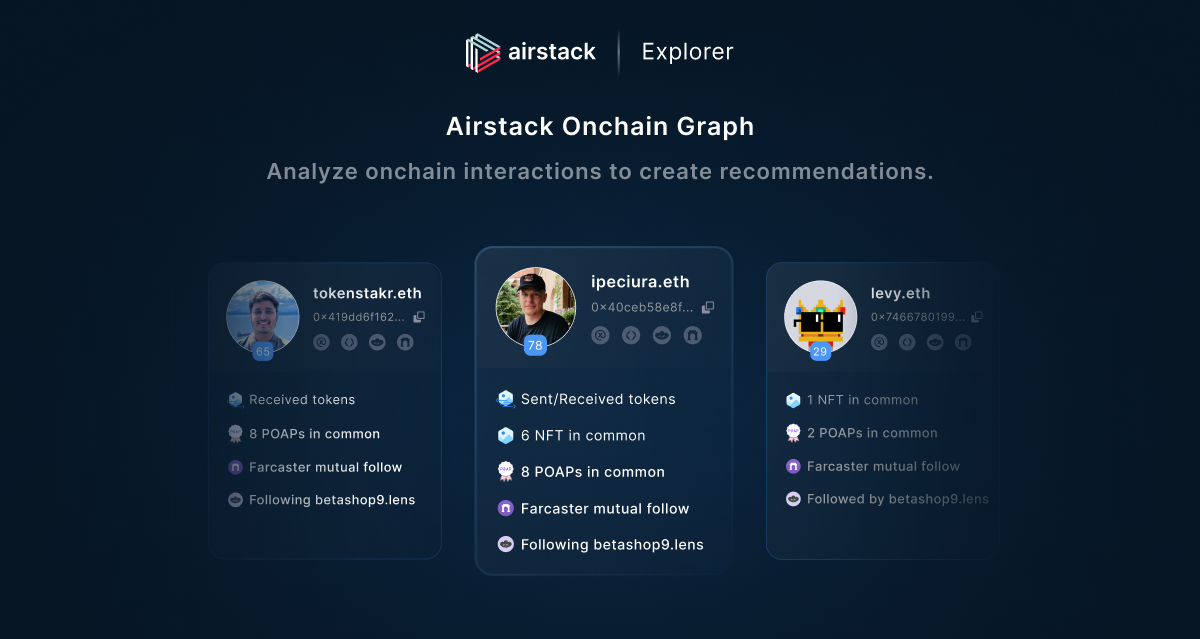 airstack | Explorer
Airstack Onchain Graph
Analyze onchain interactions to create recommendations.
tokenstakr.eth
0×419dd6f162...
65
Received tokens
8 POAPs in common
Farcaster mutual follow
Following betashop9.lens
ipeciura.eth
0×40ceb58e8f...
78
Sent/Received tokens
6 NFT in common
8 POAPs in common
Farcaster mutual follow
Following betashop9.lens
levy.eth
0×7466780199...
29
1 NFT in common
2 POAPs in common
Farcaster mutual follow
Followed by betashop9.lens